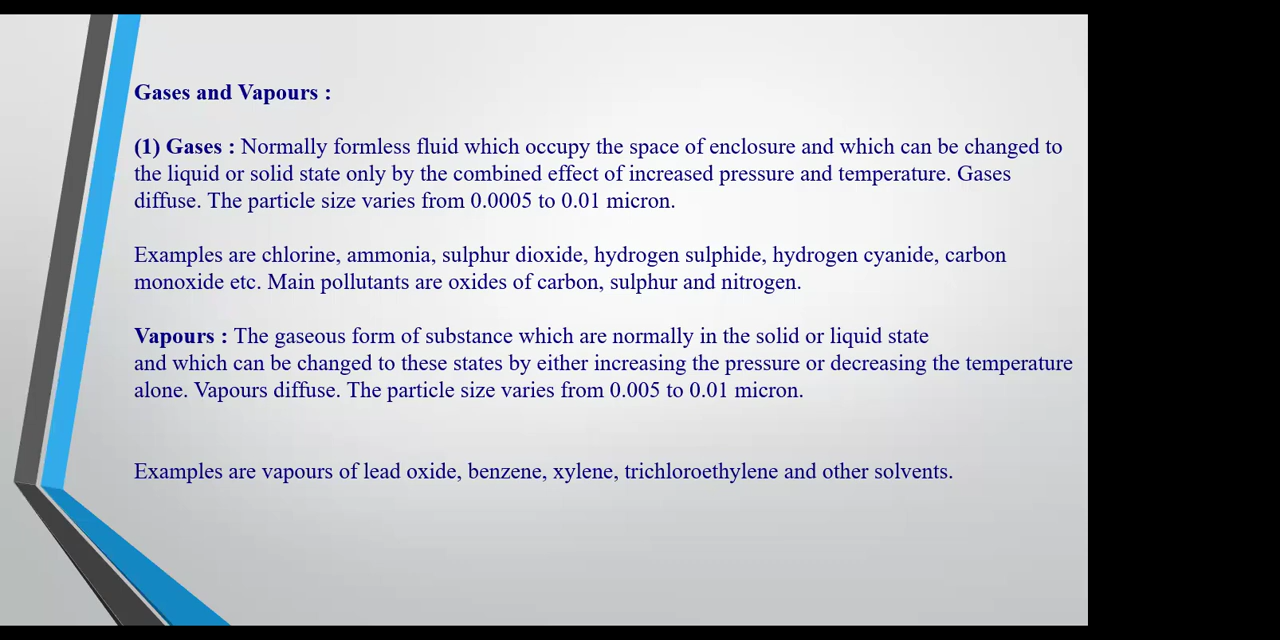 Gases and Vapours :
(1) Gases : Normally formless fluid which occupy the space of enclosure and which can be changed to
the liquid or solid state only by the combined effect of increased pressure and temperature. Gases
diffuse. The particle size varies from 0.0005 to 0.01 micron.
Examples are chlorine, ammonia, sulphur dioxide, hydrogen sulphide, hydrogen cyanide, carbon
monoxide etc. Main pollutants are oxides of carbon, sulphur and nitrogen.
Vapours : The gaseous form of substance which are normally in the solid or liquid state
and which can be changed to these states by either increasing the pressure or decreasing the temperature
alone. Vapours diffuse. The particle size varies from 0.005 to 0.01 micron.
Examples are vapours of lead oxide, benzene, xylene, trichloroethylene and other solvents.